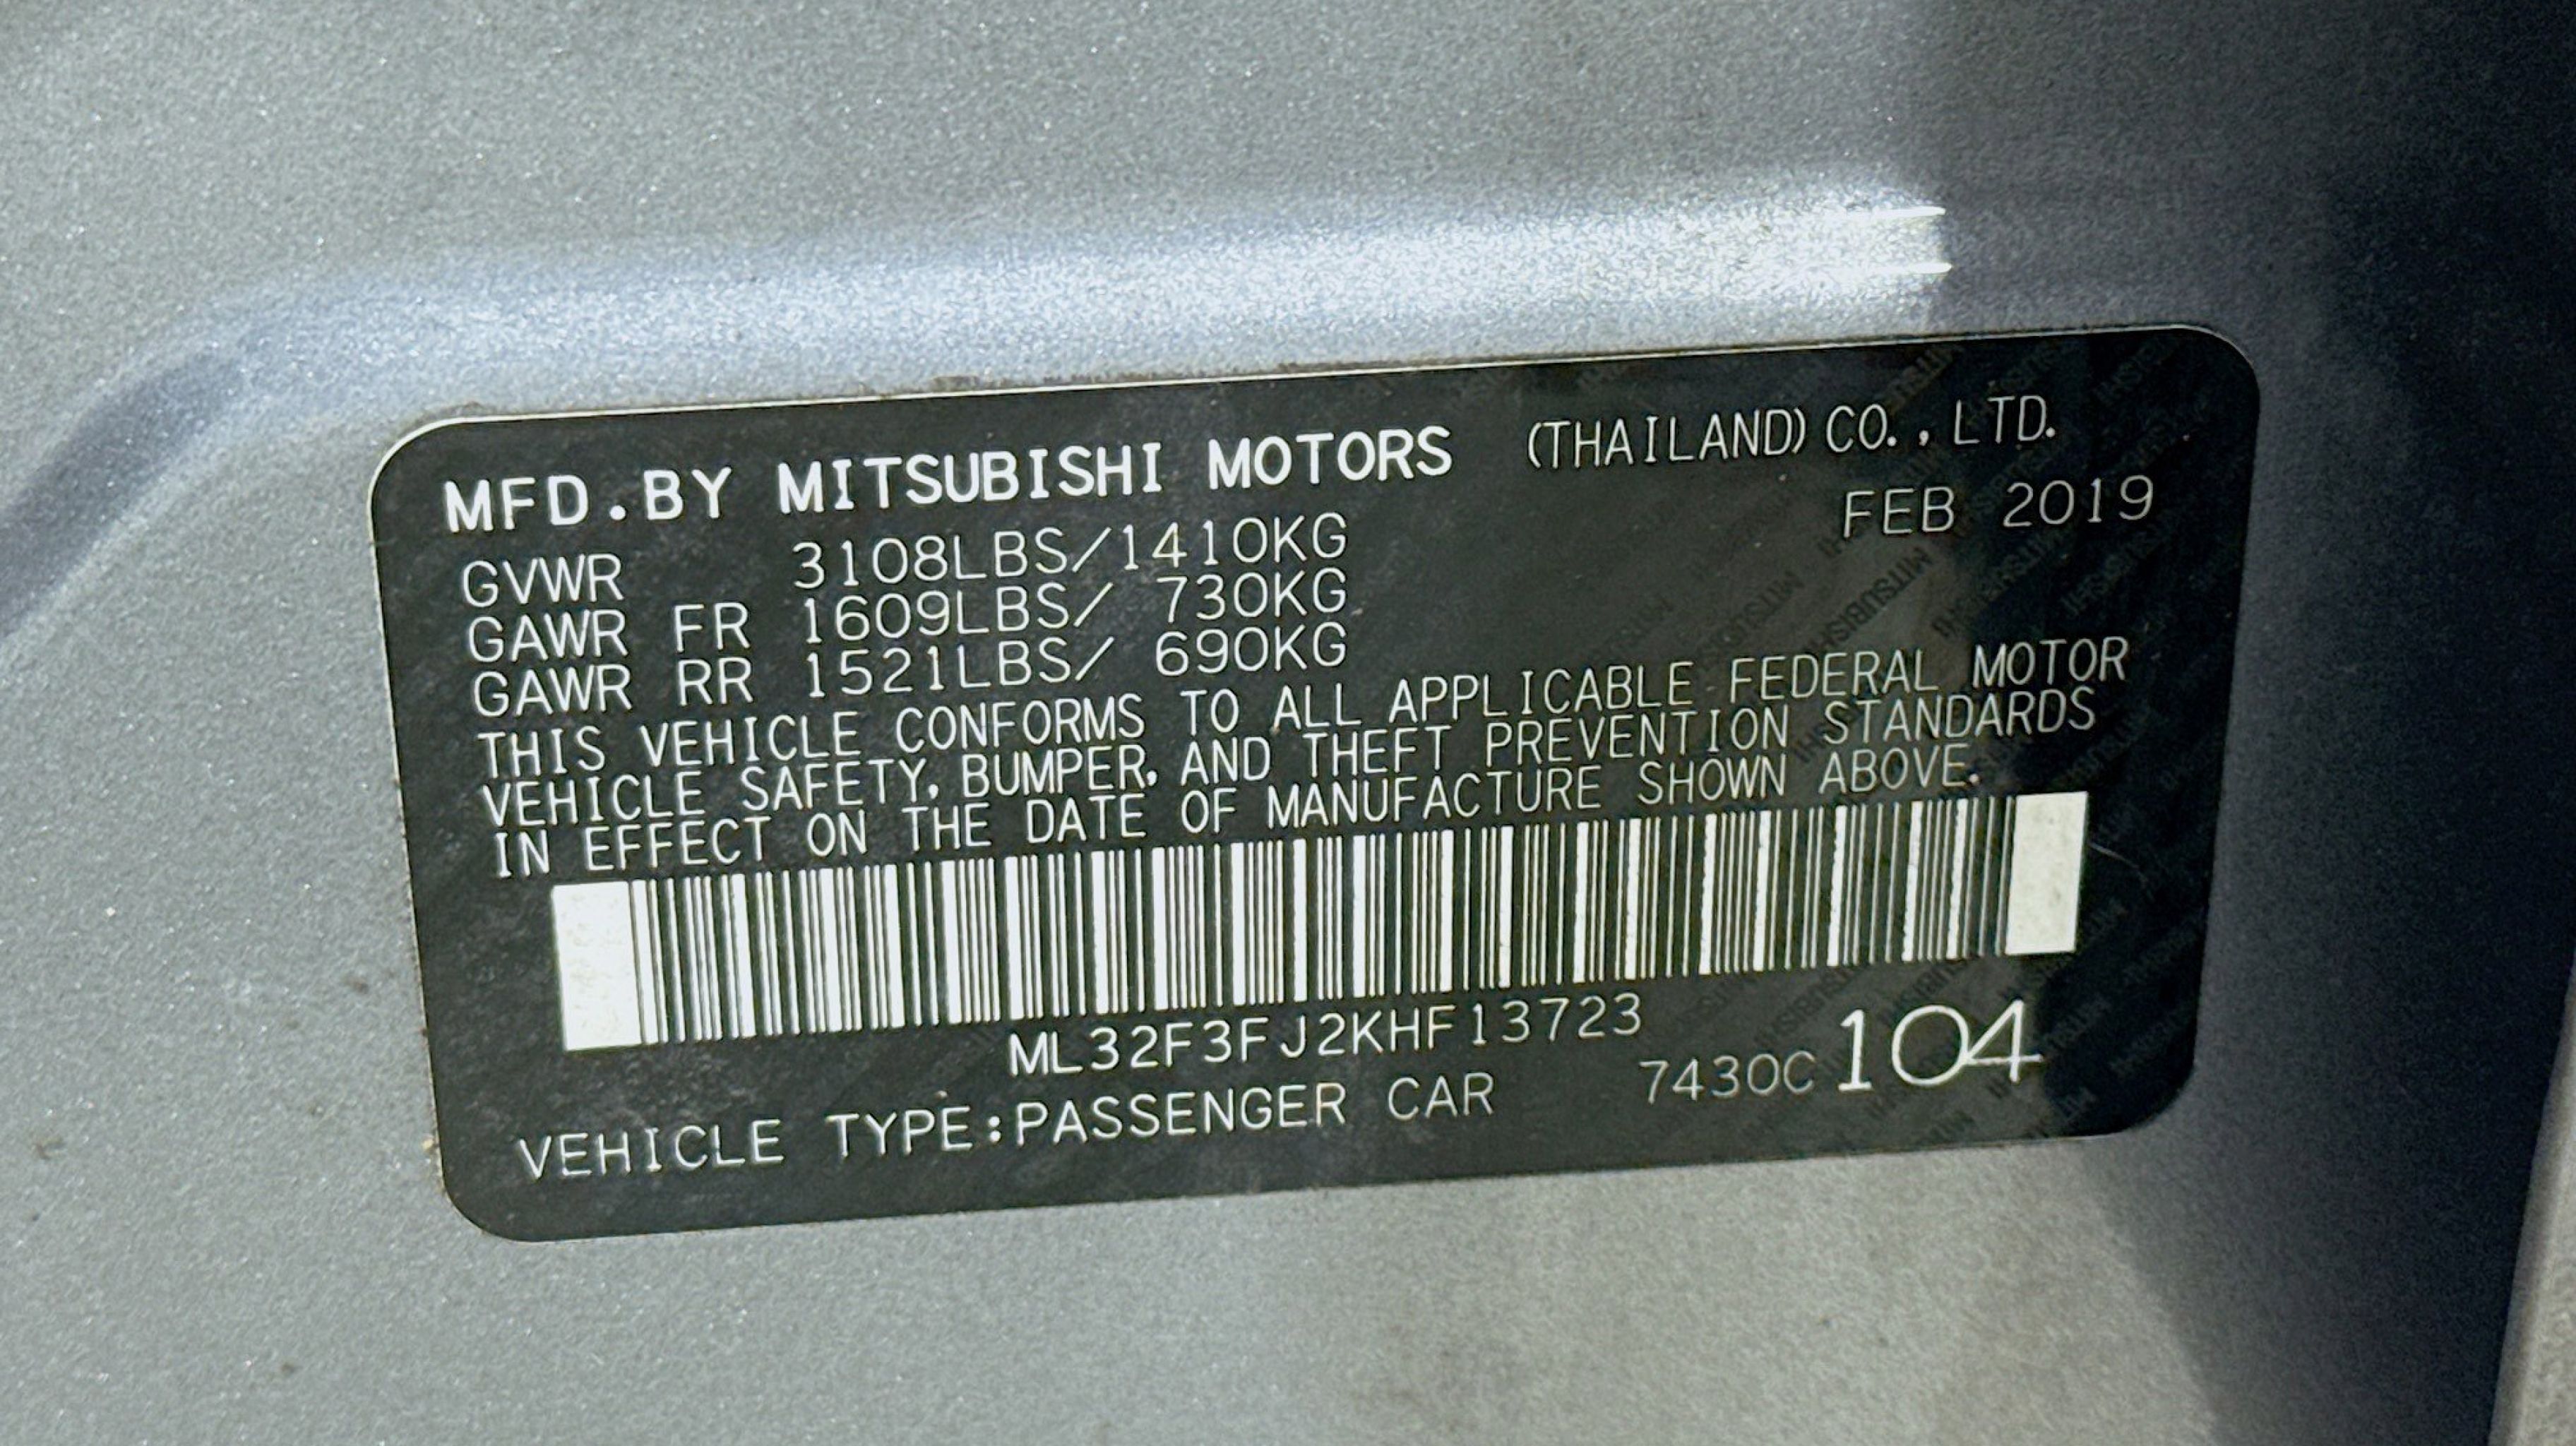 MFD.BY MITSUBISHI MOTORS (THAILAND) CO., LTD.
FEB 2019
GVWR 3108LBS/1410KG
GAWR FR 1609LBS/ 730KG
GAWR RR 1521LBS/ 690KG
THIS VEHICLE CONFORMS TO ALL APPLICABLE FEDERAL MOTOR
VEHICLE SAFETY, BUMPER, AND THEFT PREVENTION STANDARDS
IN EFFECT ON THE DATE OF MANUFACTURE SHOWN ABOVE.
ML32F3FJ2KHF13723
VEHICLE TYPE:PASSENGER CAR 7430C 104